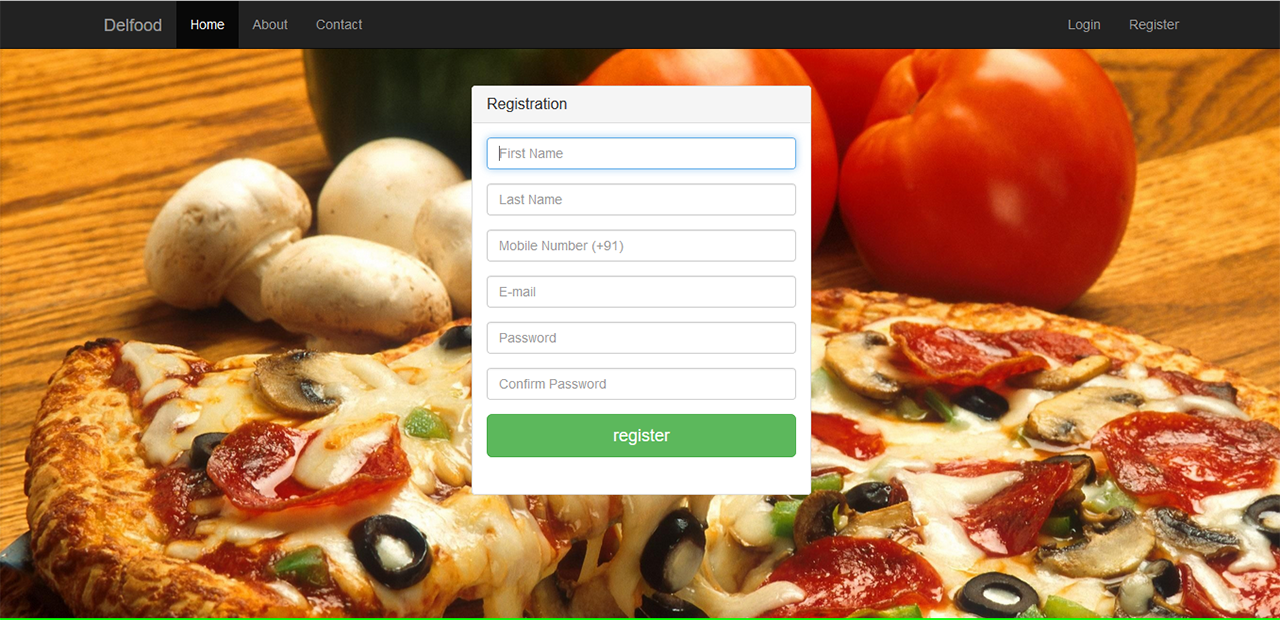 Delfood Home About Contact Login Register
Registration
First Name
Last Name
Mobile Number (+91)
E-mail
Password
Confirm Password
register